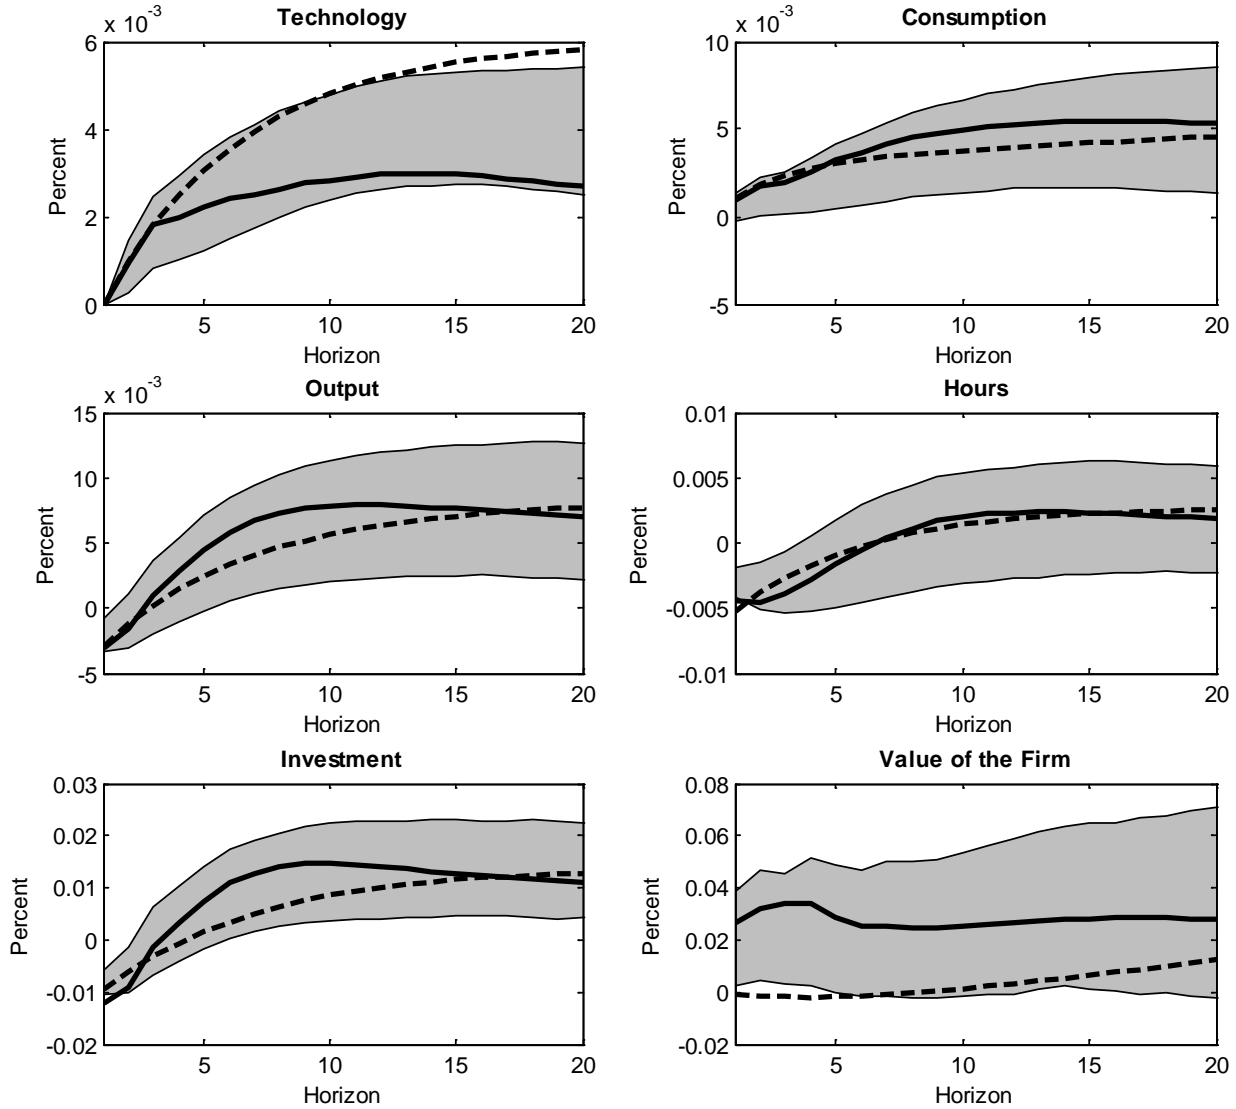 Technology
x 10-3
6
4
2
0
Percent
5
10
15
20
Horizon
Consumption
x 10-3
10
5
0
-5
Percent
5
10
15
20
Horizon
Output
x 10-3
15
10
5
0
-5
Percent
5
10
15
20
Horizon
Hours
0.01
0.005
0
-0.005
-0.01
Percent
5
10
15
20
Horizon
Investment
0.03
0.02
0.01
0
-0.01
-0.02
Percent
5
10
15
20
Horizon
Value of the Firm
0.08
0.06
0.04
0.02
0
-0.02
Percent
5
10
15
20
Horizon